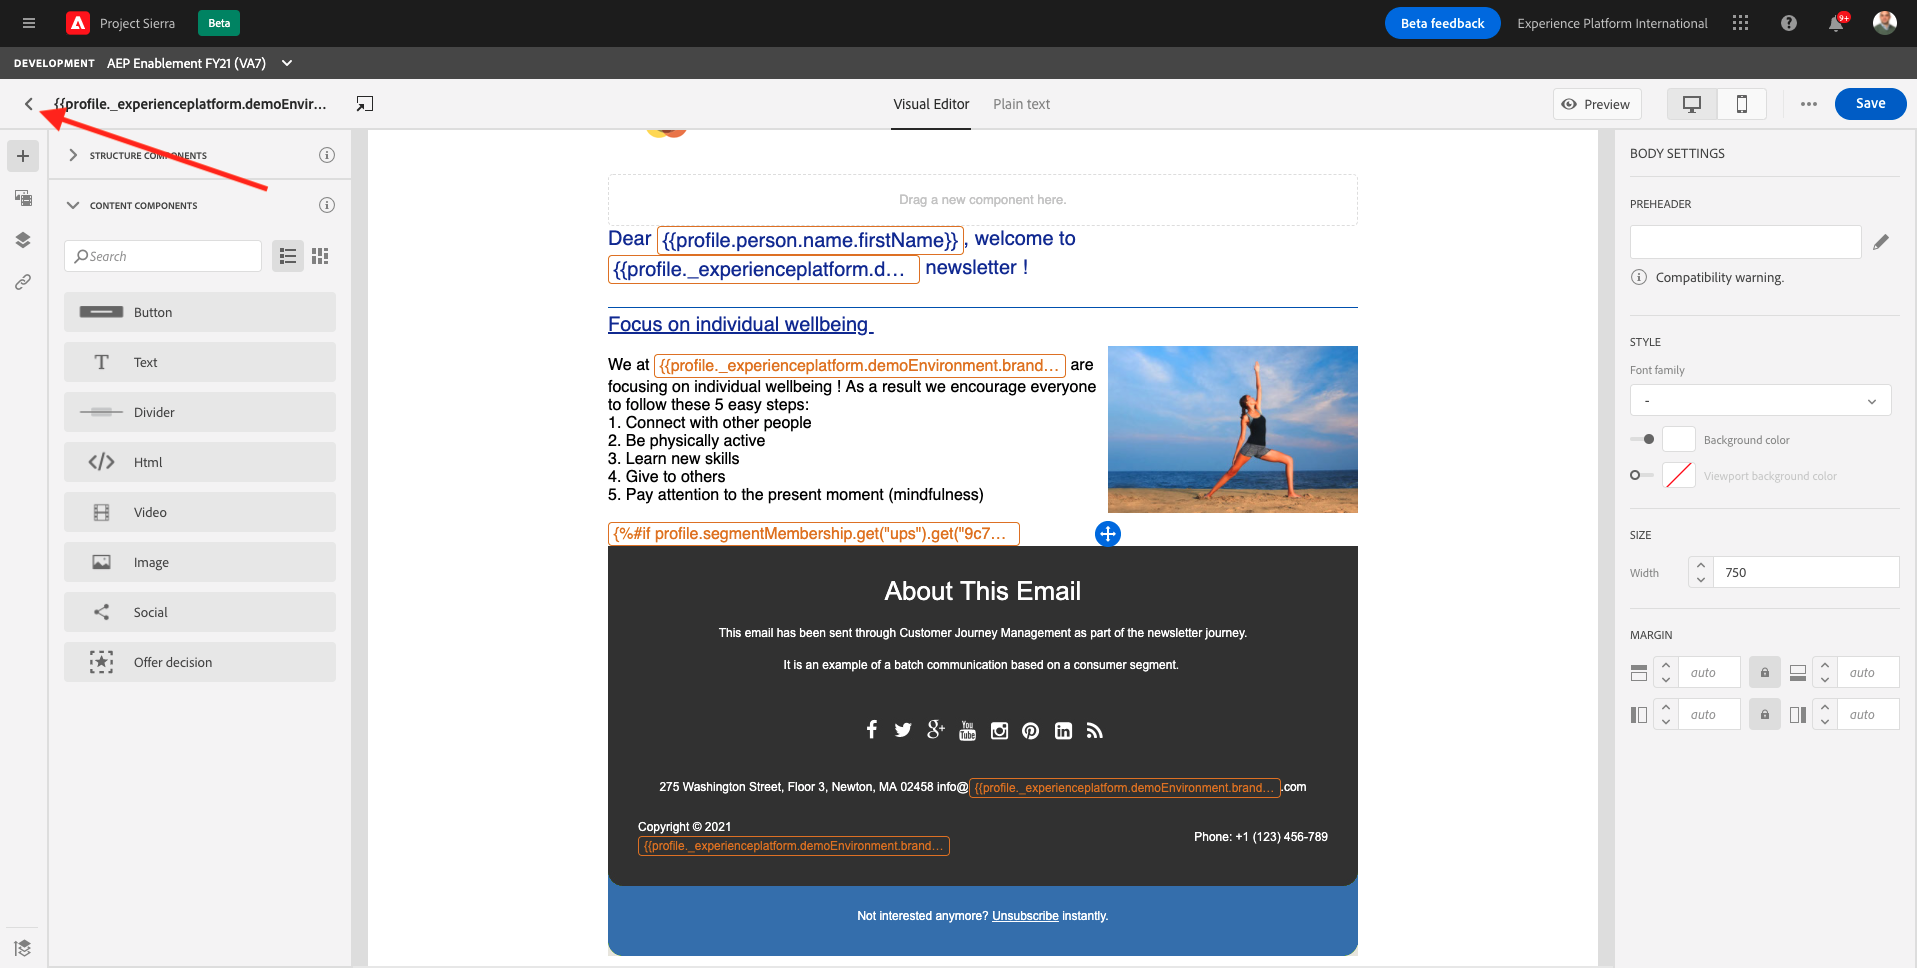 Project Sierra
Beta
Beta feedback
Experience Platform International
9+
DEVELOPMENT
AEP Enablement FY21 (VA7)
{{profile._experienceplatform.demoEnvir...
Visual Editor
Plain text
Preview
Save
STRUCTURE COMPONENTS
CONTENT COMPONENTS
Search
Button
Text
Divider
Html
Video
Image
Social
Offer decision
Drag a new component here.
Dear {{profile.person.name.firstName}}, welcome to
{{profile._experienceplatform.d... newsletter !
Focus on individual wellbeing
We at {{profile._experienceplatform.demoEnvironment.brand... are
focusing on individual wellbeing ! As a result we encourage everyone
to follow these 5 easy steps:
1. Connect with other people
2. Be physically active
3. Learn new skills
4. Give to others
5. Pay attention to the present moment (mindfulness)
{%#if profile.segmentMembership.get("ups").get("9c7...
About This Email
This email has been sent through Customer Journey Management as part of the newsletter journey.
It is an example of a batch communication based on a consumer segment.
You
Tube
275 Washington Street, Floor 3, Newton, MA 02458 info@{{profile._experienceplatform.demoEnvironment.brand... .com
Copyright © 2021
{{profile._experienceplatform.demoEnvironment.brand...
Phone: +1 (123) 456-789
Not interested anymore? Unsubscribe instantly.
BODY SETTINGS
PREHEADER
Compatibility warning.
STYLE
Font family
-
Background color
Viewport background color
SIZE
Width
750
MARGIN
auto
auto
auto
auto